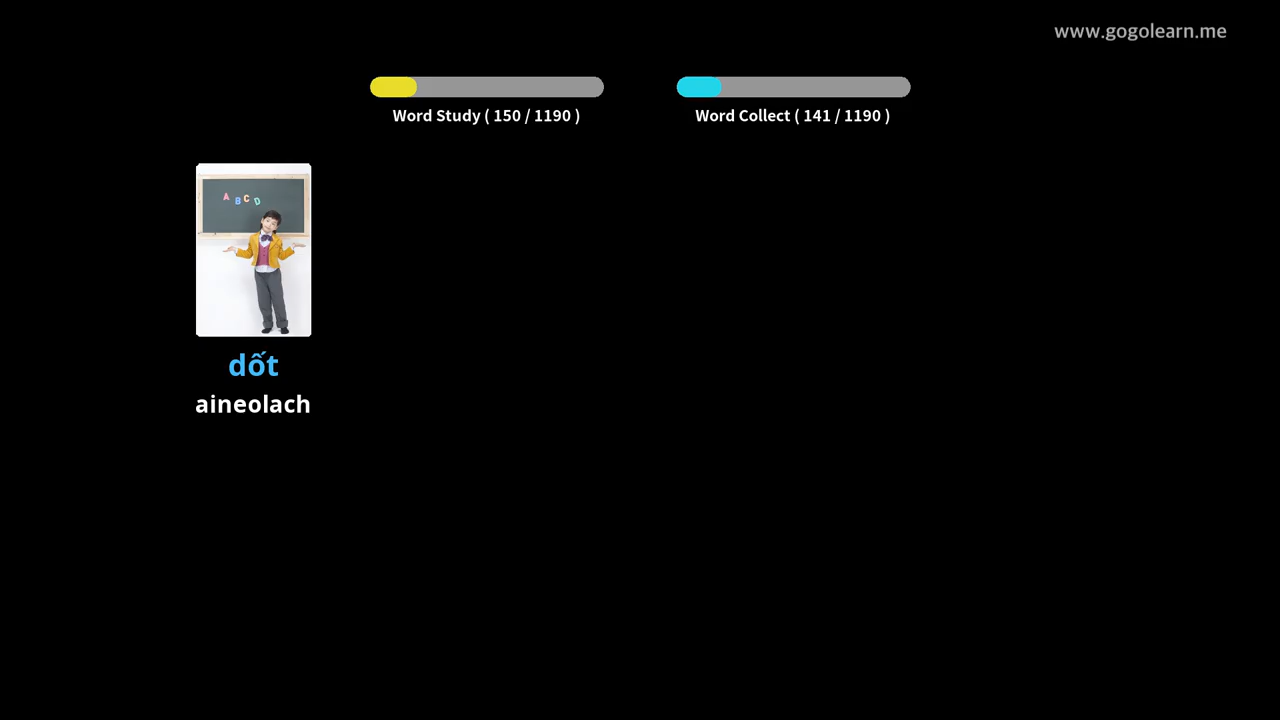 www.gogolearn.me
Word Study ( 150 / 1190 )
Word Collect ( 141 / 1190 )
A B C D
dốt
aineolach